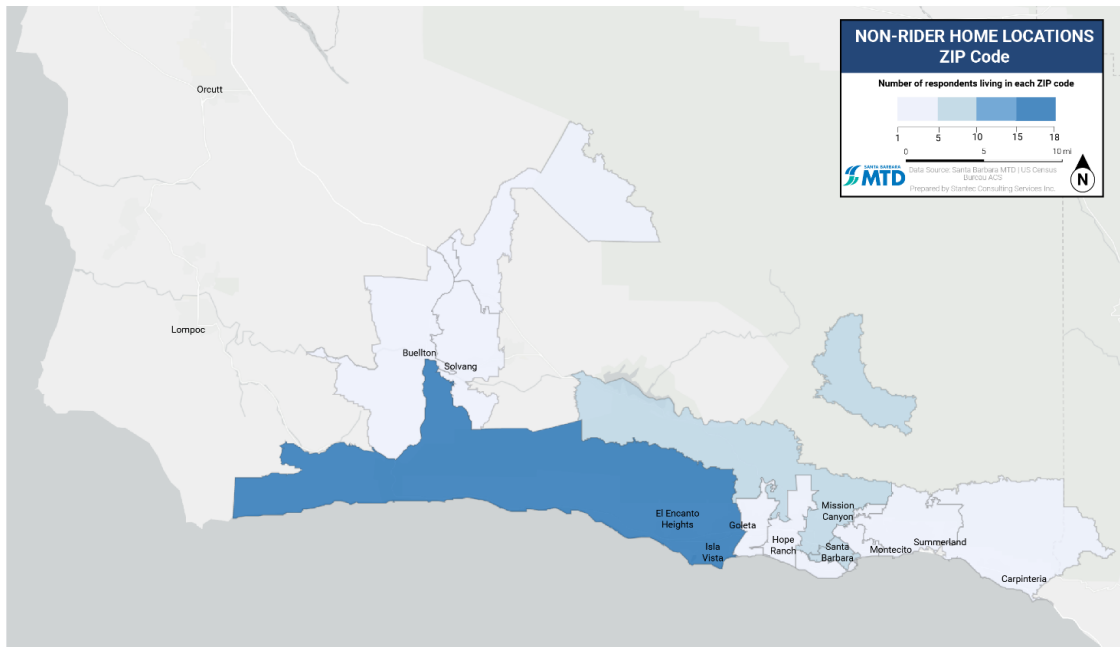 NON-RIDER HOME LOCATIONS
ZIP Code
Number of respondents living in each ZIP code
1 5 10 15 18
0 5 10 mi
SANTA BARBARA
MTD
Data Source: Santa Barbara MTD | US Census
Bureau ACS
Prepared by Stantec Consulting Services Inc.
N
Orcutt
Lompoc
Buellton
Solvang
El Encanto
Heights
Isla
Vista
Goleta
Hope
Ranch
Mission
Canyon
Santa
Barbara
Montecito
Summerland
Carpinteria